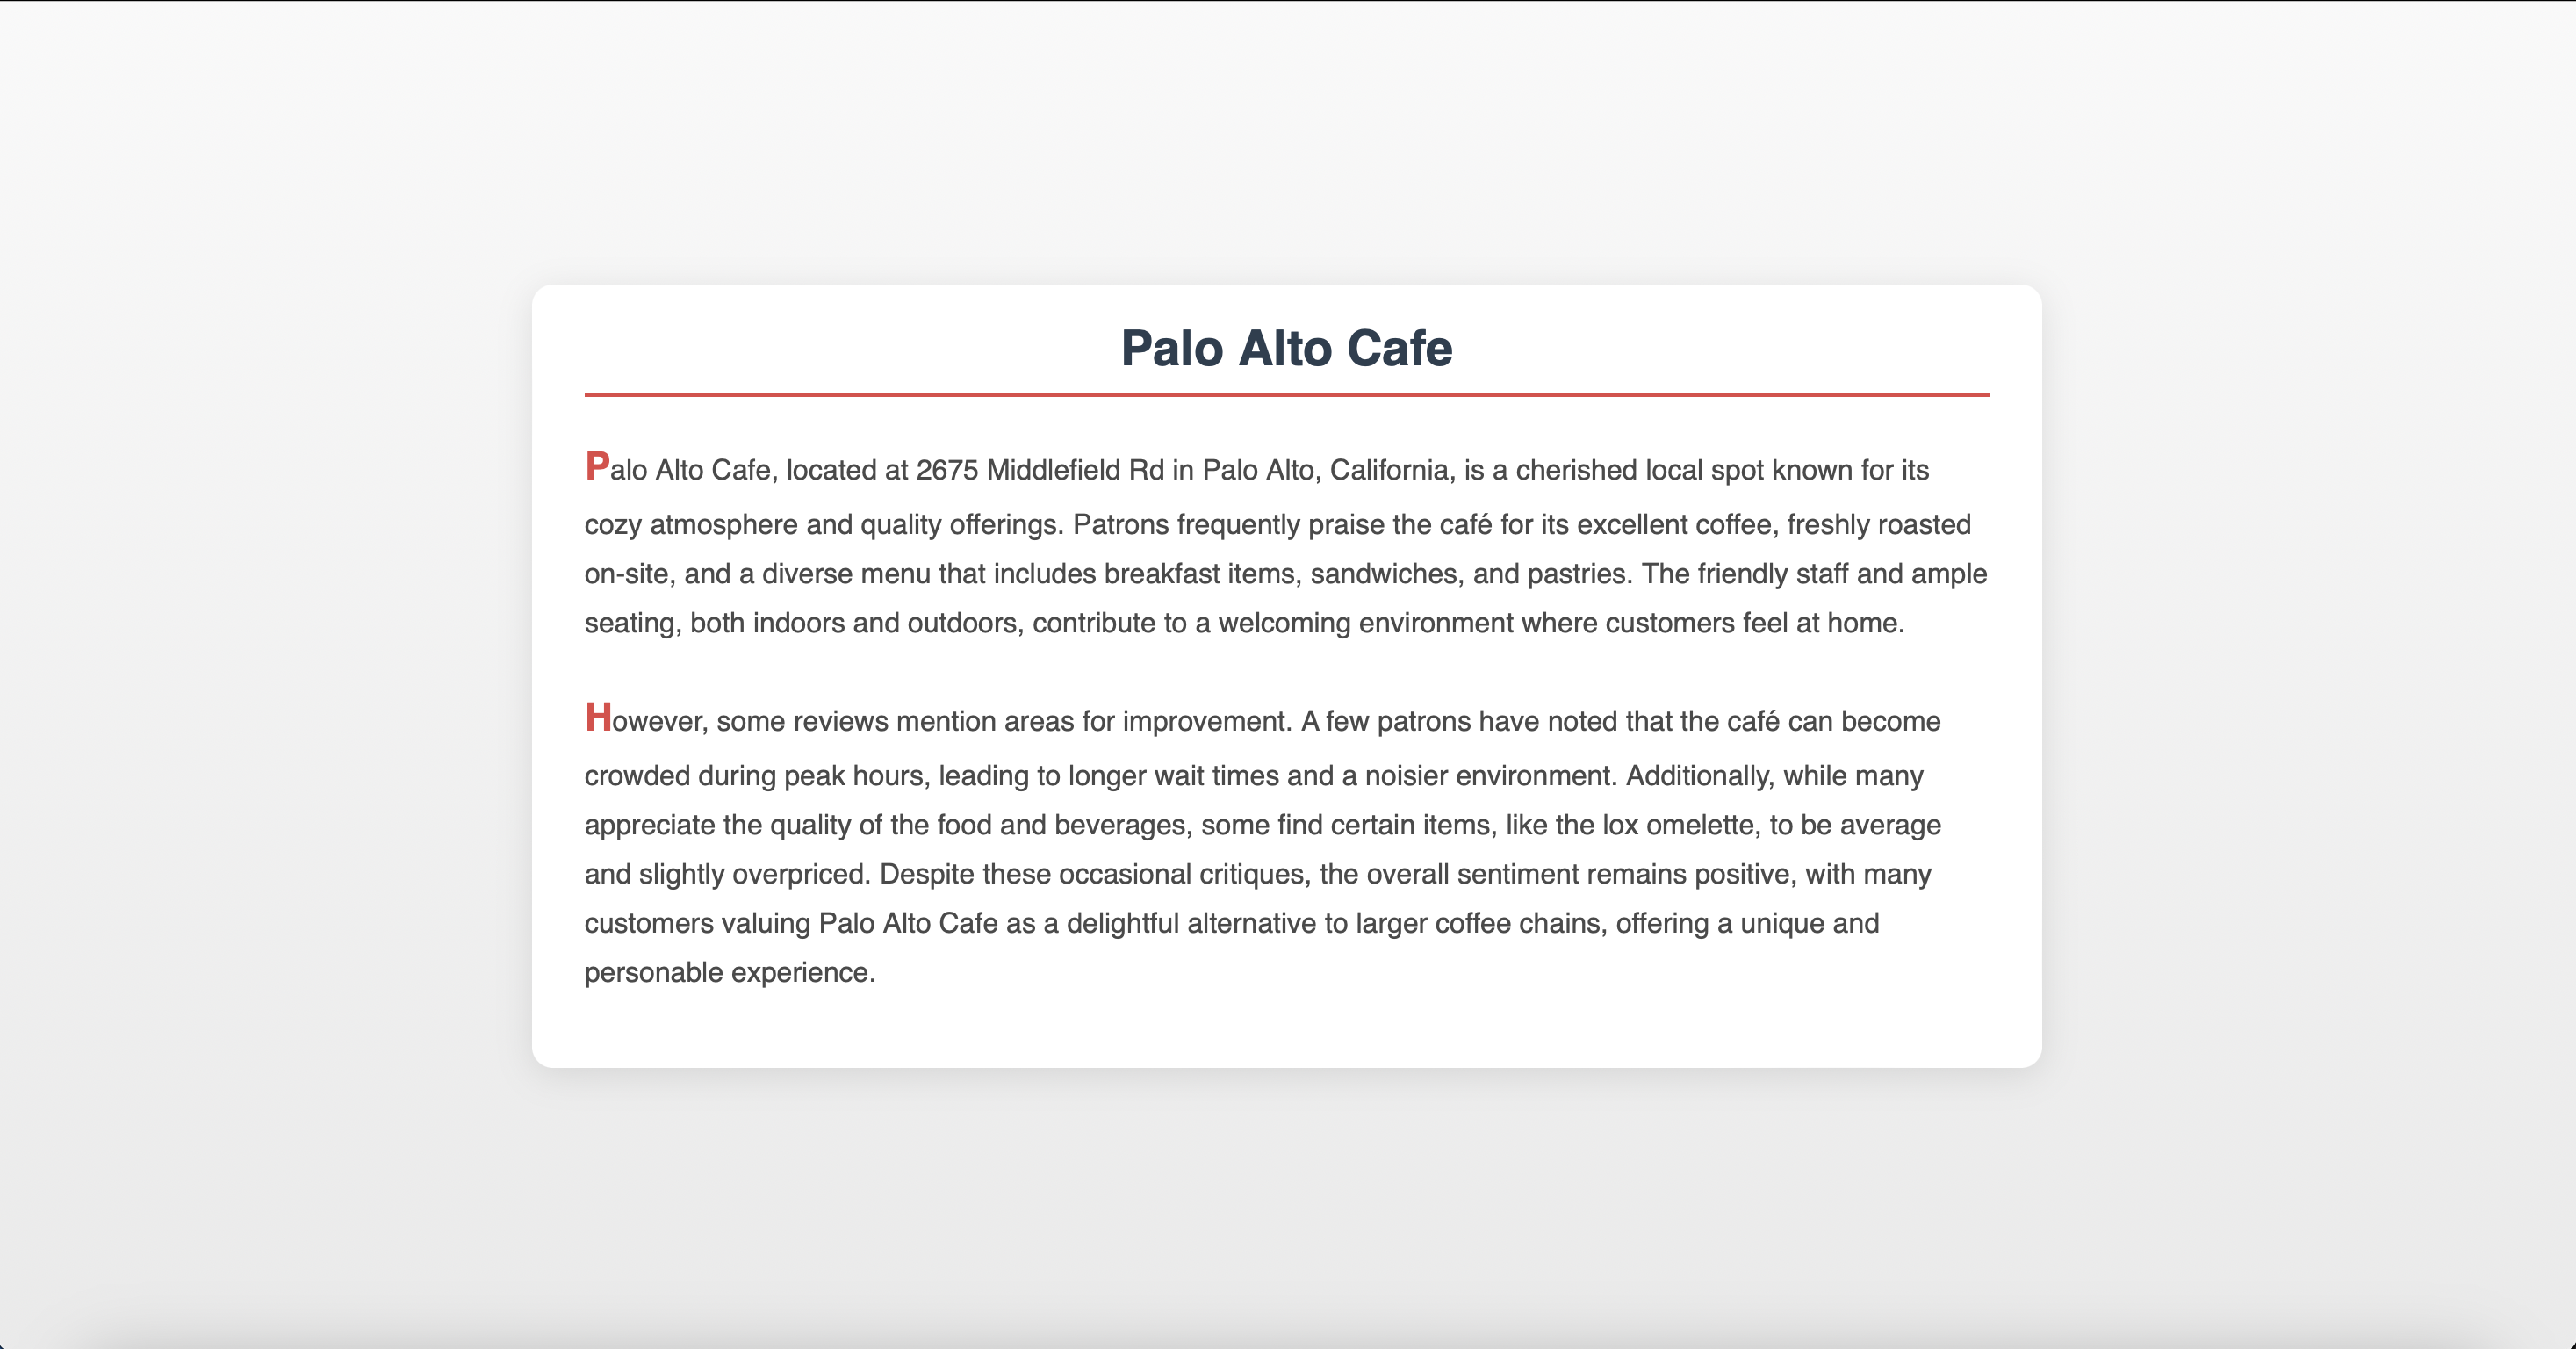 Palo Alto Cafe
Palo Alto Cafe, located at 2675 Middlefield Rd in Palo Alto, California, is a cherished local spot known for its
cozy atmosphere and quality offerings. Patrons frequently praise the café for its excellent coffee, freshly roasted
on-site, and a diverse menu that includes breakfast items, sandwiches, and pastries. The friendly staff and ample
seating, both indoors and outdoors, contribute to a welcoming environment where customers feel at home.
However, some reviews mention areas for improvement. A few patrons have noted that the café can become
crowded during peak hours, leading to longer wait times and a noisier environment. Additionally, while many
appreciate the quality of the food and beverages, some find certain items, like the lox omelette, to be average
and slightly overpriced. Despite these occasional critiques, the overall sentiment remains positive, with many
customers valuing Palo Alto Cafe as a delightful alternative to larger coffee chains, offering a unique and
personable experience.